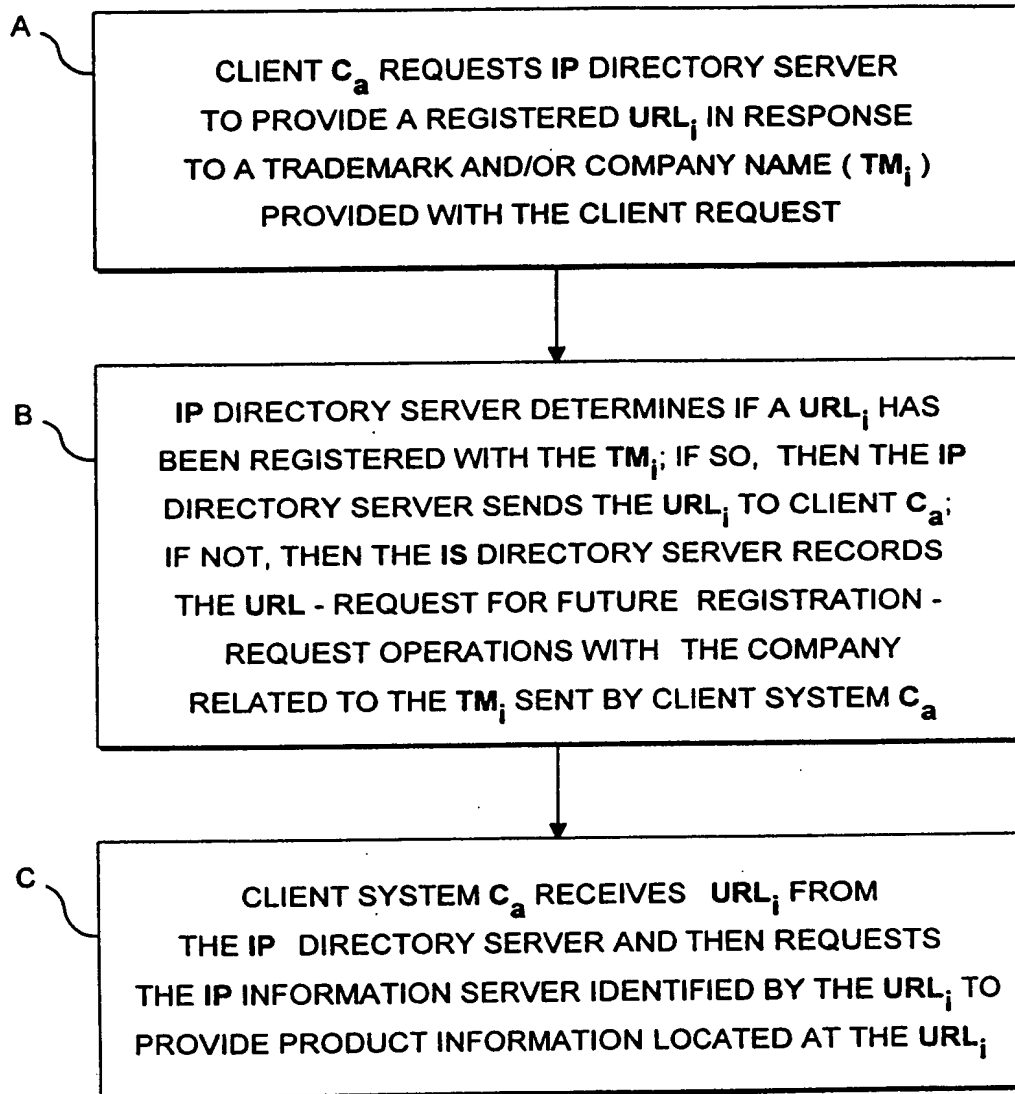 A
CLIENT Ca REQUESTS IP DIRECTORY SERVER
TO PROVIDE A REGISTERED URLi IN RESPONSE
TO A TRADEMARK AND/OR COMPANY NAME ( TMi )
PROVIDED WITH THE CLIENT REQUEST
B
IP DIRECTORY SERVER DETERMINES IF A URLi HAS
BEEN REGISTERED WITH THE TMi; IF SO, THEN THE IP
DIRECTORY SERVER SENDS THE URLi TO CLIENT Ca;
IF NOT, THEN THE IS DIRECTORY SERVER RECORDS
THE URL - REQUEST FOR FUTURE REGISTRATION -
REQUEST OPERATIONS WITH THE COMPANY
RELATED TO THE TMi SENT BY CLIENT SYSTEM Ca
C
CLIENT SYSTEM Ca RECEIVES URLi FROM
THE IP DIRECTORY SERVER AND THEN REQUESTS
THE IP INFORMATION SERVER IDENTIFIED BY THE URLi TO
PROVIDE PRODUCT INFORMATION LOCATED AT THE URLi